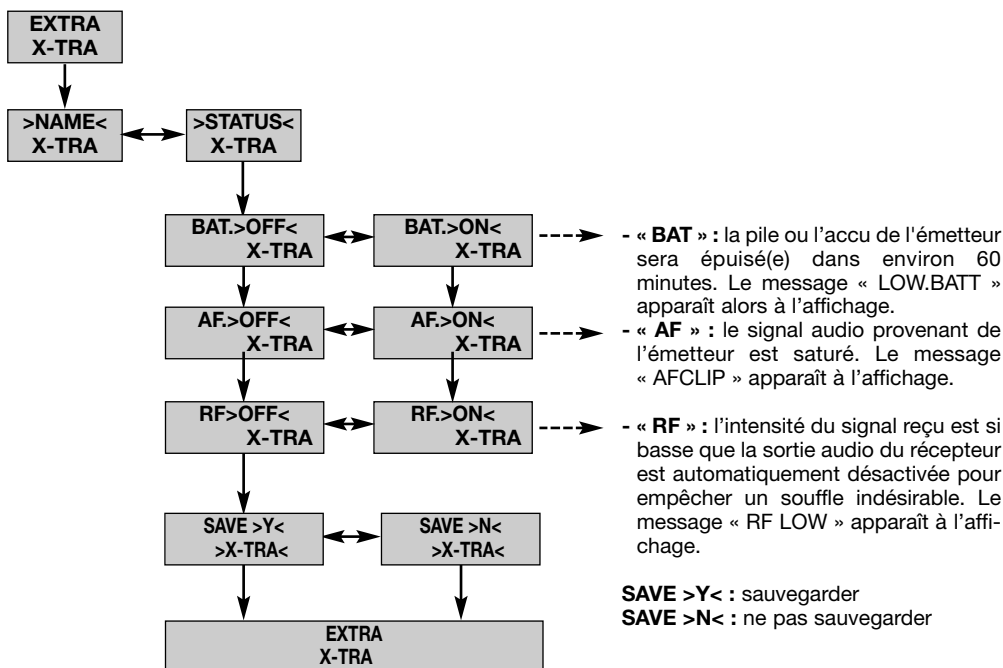 EXTRA
X-TRA
>NAME<
X-TRA
>STATUS<
X-TRA
BAT.>OFF<
X-TRA
BAT.>ON<
X-TRA
AF.>OFF<
X-TRA
AF.>ON<
X-TRA
RF>OFF<
X-TRA
RF.>ON<
X-TRA
SAVE >Y<
>X-TRA<
SAVE >N<
>X-TRA<
EXTRA
X-TRA
- « BAT » : la pile ou l’accu de l'émetteur
sera épuisé(e) dans environ 60
minutes. Le message « LOW.BATT »
apparaît alors à l’affichage.
- « AF » : le signal audio provenant de
l’émetteur est saturé. Le message
« AFCLIP » apparaît à l’affichage.
- « RF » : l’intensité du signal reçu est si
basse que la sortie audio du récepteur
est automatiquement désactivée pour
empêcher un souffle indésirable. Le
message « RF LOW » apparaît à l’affi-
chage.
SAVE >Y< : sauvegarder
SAVE >N< : ne pas sauvegarder